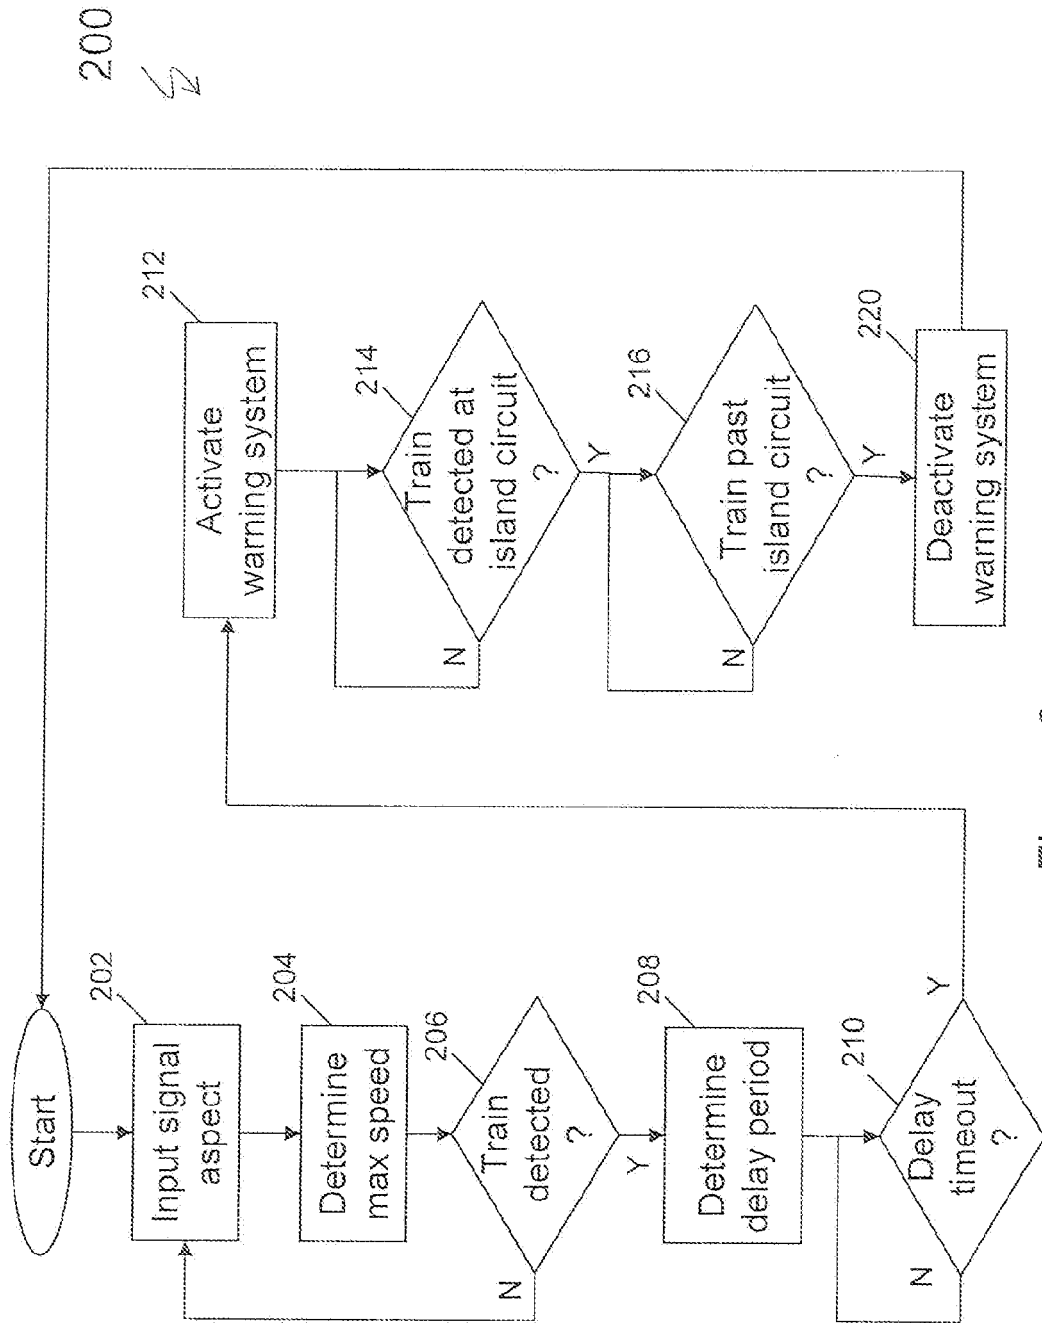 200
Start
202
Input signal
aspect
204
Determine
max speed
206
Train
detected
?
N
Y
208
Determine
delay period
210
Delay
timeout
?
N
Y
212
Activate
warning system
214
Train
detected at
island circuit
?
N
Y
216
Train past
island circuit
?
N
Y
220
Deactivate
warning system